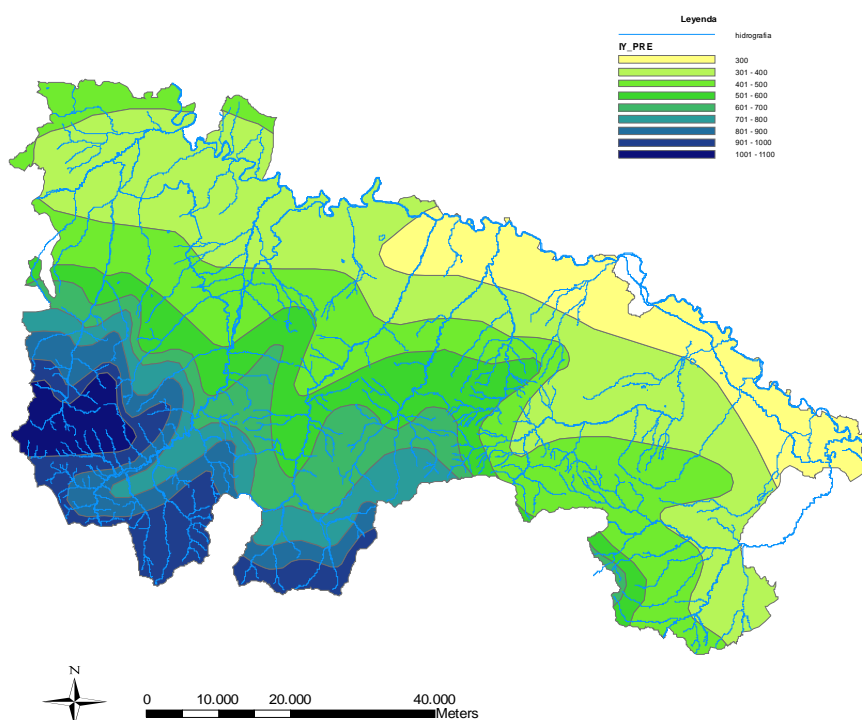 Leyenda
hidrografia
IY_PRE
300
301 - 400
401 - 500
501 - 600
601 - 700
701 - 800
801 - 900
901 - 1000
1001 - 1100
N
0 10.000 20.000 40.000
Meters